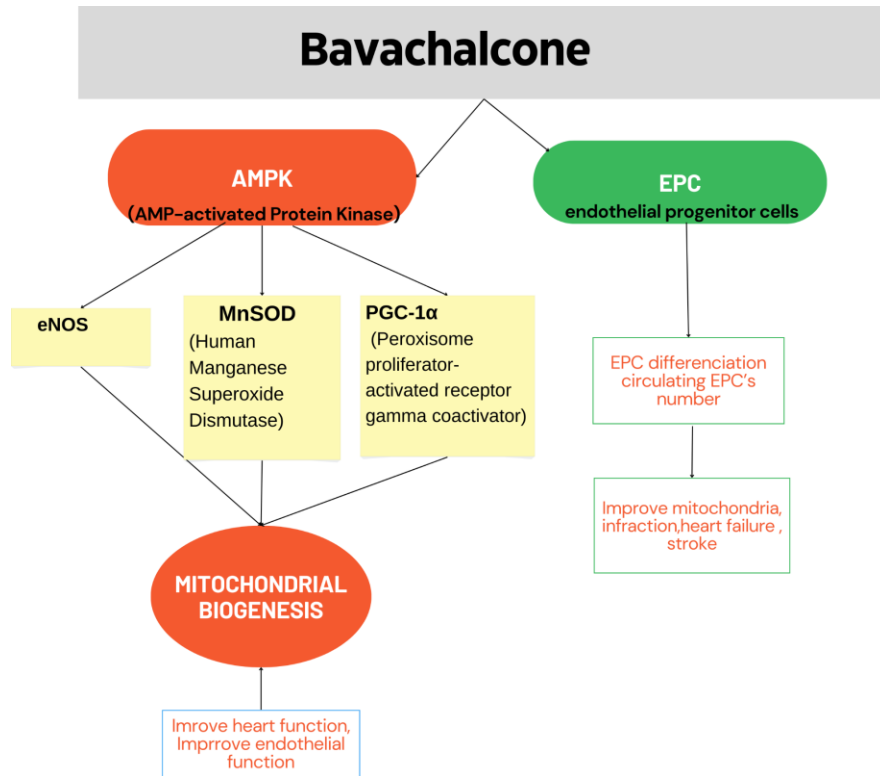 Bavachalcone
AMPK
(AMP-activated Protein Kinase)
EPC
endothelial progenitor cells
eNOS
MnSOD
(Human
Manganese
Superoxide
Dismutase)
PGC-1α
(Peroxisome
proliferator-
activated receptor
gamma coactivator)
EPC differenciation
circulating EPC's
number
Improve mitochondria,
infraction,heart failure ,
stroke
MITOCHONDRIAL
BIOGENESIS
Imrove heart function,
Imprrove endothelial
function